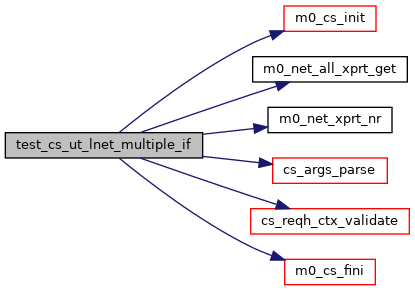 m0_cs_init
m0_net_all_xprt_get
m0_net_xprt_nr
test_cs_ut_lnet_multiple_if
cs_args_parse
cs_reqh_ctx_validate
m0_cs_fini